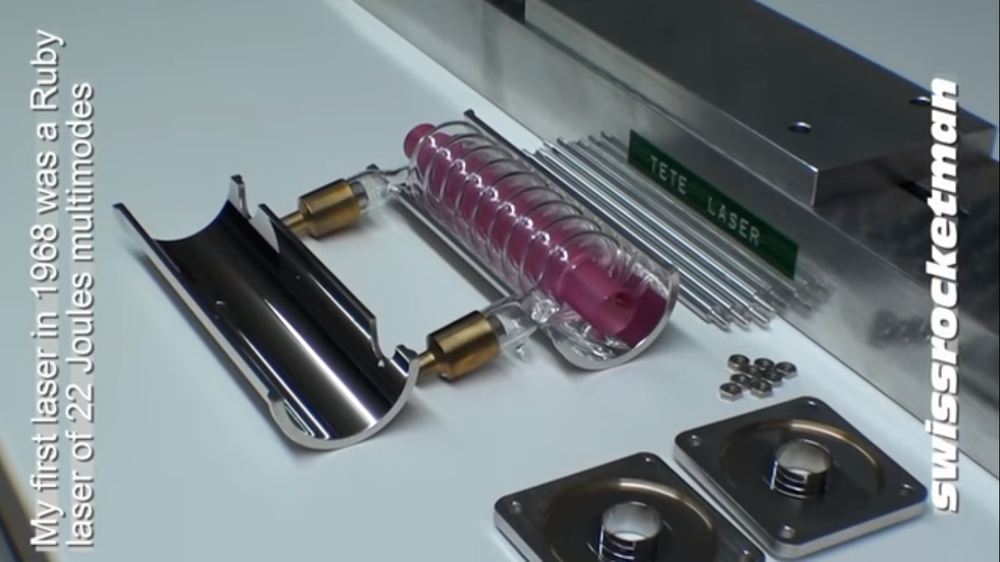 My first laser in 1968 was a Ruby
laser of 22 Joules multimodes
TETE LASER
swissrocketman